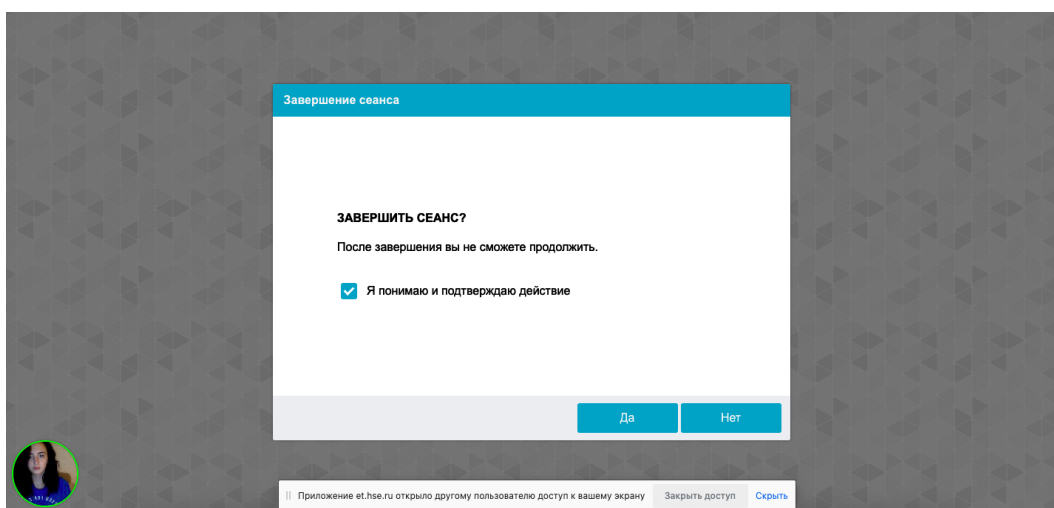 Завершение сеанса
ЗАВЕРШИТЬ СЕАНС?
После завершения вы не сможете продолжить.
Я понимаю и подтверждаю действие
Да
Нет
Приложение et.hse.ru открыло другому пользователю доступ к вашему экрану
Закрыть доступ
Скрыть